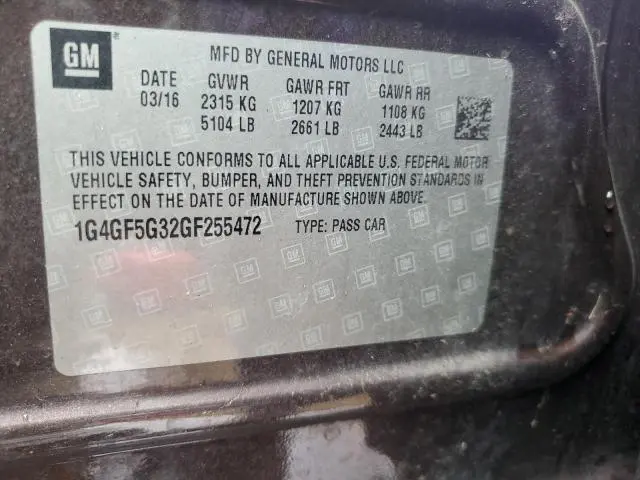 GM
MFD BY GENERAL MOTORS LLC
DATE GVWR GAWR FRT GAWR RR
03/16 2315 KG 1207 KG 1108 KG
5104 LB 2661 LB 2443 LB
THIS VEHICLE CONFORMS TO ALL APPLICABLE U.S. FEDERAL MOTOR
VEHICLE SAFETY, BUMPER, AND THEFT PREVENTION STANDARDS IN
EFFECT ON THE DATE OF MANUFACTURE SHOWN ABOVE.
1G4GF5G32GF255472 TYPE: PASS CAR